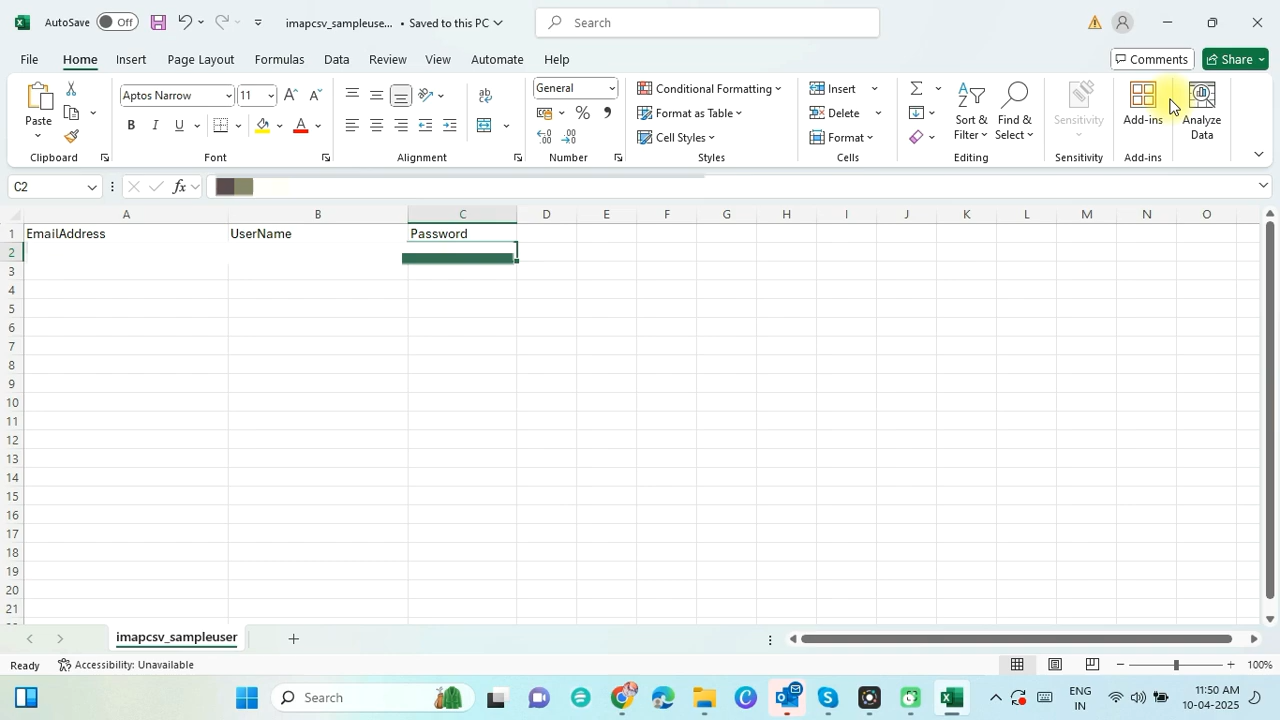 AutoSave Off imapcsv_sampleuse... • Saved to this PC Search
File Home Insert Page Layout Formulas Data Review View Automate Help Comments Share
Paste Aptos Narrow 11 General Conditional Formatting Insert
Format as Table Delete
Cell Styles Format
Sort & Filter Find & Select Sensitivity Add-ins Analyze Data
Clipboard Font Alignment Number Styles Cells Editing Sensitivity Add-ins
C2 fx
A B C D E F G H I J K L M N O
1 EmailAddress UserName Password
2
3
4
5
6
7
8
9
10
11
12
13
14
15
16
17
18
19
20
21
imapcsv_sampleuser
Ready Accessibility: Unavailable 100%
Search ENG IN 11:50 AM 10-04-2025